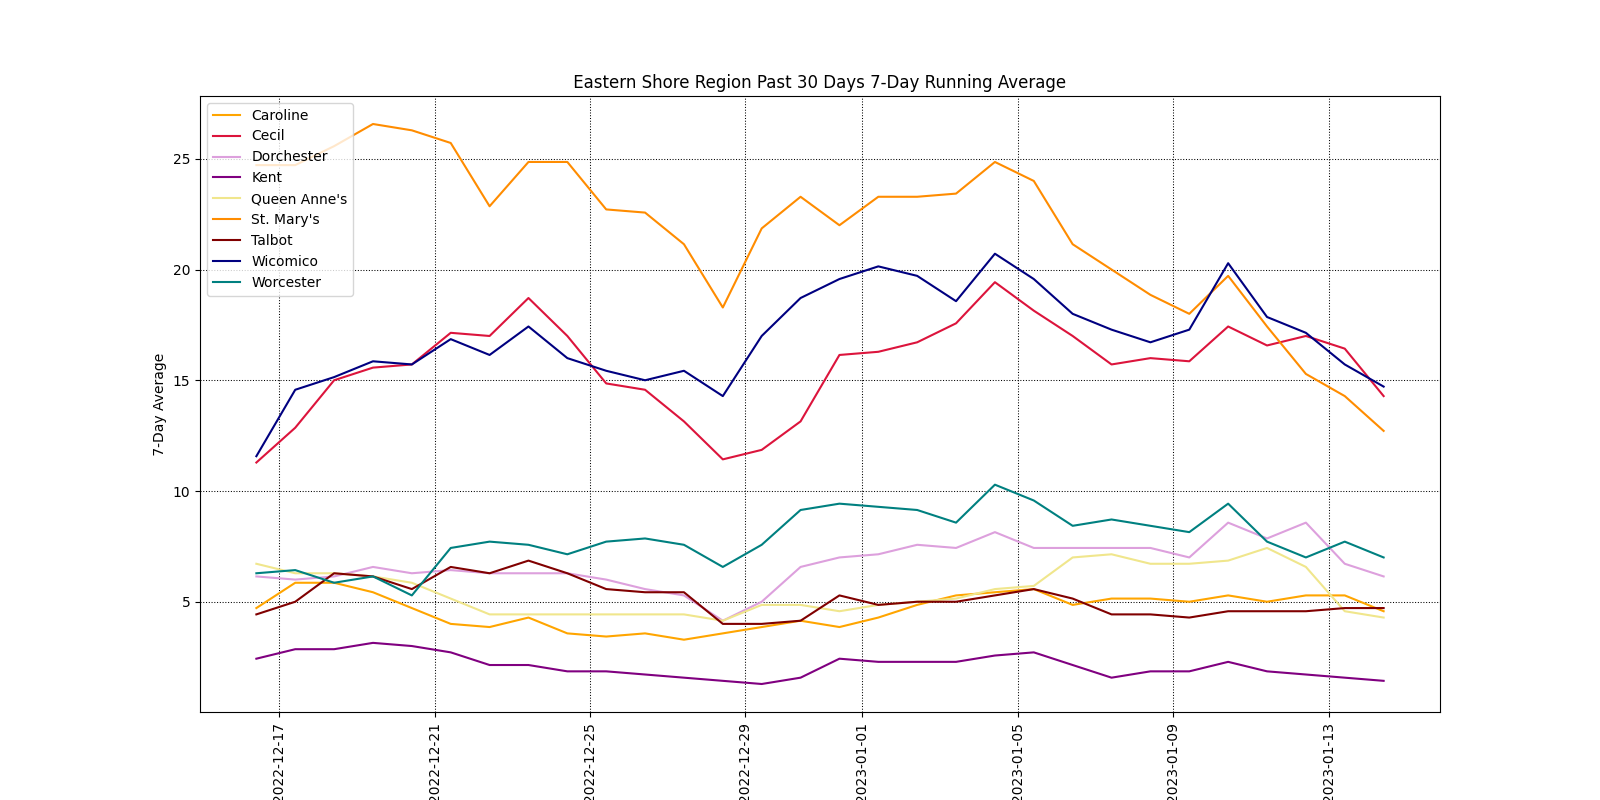 Eastern Shore Region Past 30 Days 7-Day Running Average
Caroline
Cecil
Dorchester
Kent
Queen Anne's
St. Mary's
Talbot
Wicomico
Worcester
7-Day Average
25
20
15
10
5
2022-12-17
2022-12-21
2022-12-25
2022-12-29
2023-01-01
2023-01-05
2023-01-09
2023-01-13